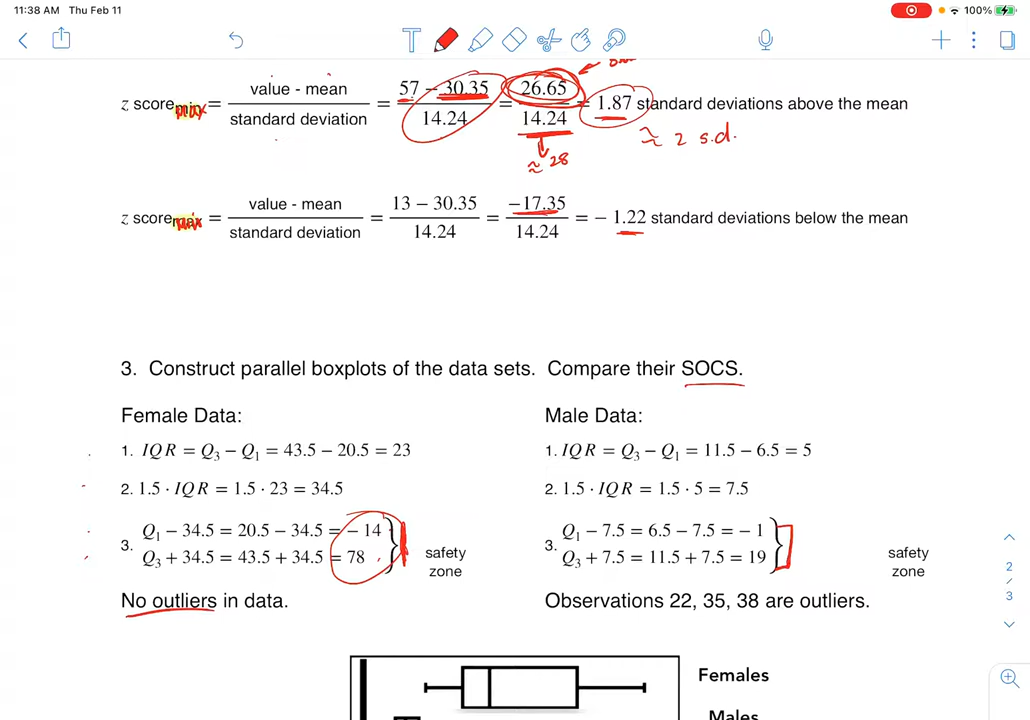 11:38 AM Thu Feb 11
100%
T
z score max = value - mean / standard deviation = 57 − 30.35 / 14.24 = 26.65 / 14.24 = 1.87 standard deviations above the mean
≈ 2 s.d.
≈ 28
z score min = value - mean / standard deviation = 13 − 30.35 / 14.24 = −17.35 / 14.24 = − 1.22 standard deviations below the mean
3. Construct parallel boxplots of the data sets. Compare their SOCS.
Female Data:
1. IQR = Q₃ − Q₁ = 43.5 − 20.5 = 23
2. 1.5 · IQR = 1.5 · 23 = 34.5
3. Q₁ − 34.5 = 20.5 − 34.5 = − 14
Q₃ + 34.5 = 43.5 + 34.5 = 78
safety
zone
No outliers in data.
Male Data:
1. IQR = Q₃ − Q₁ = 11.5 − 6.5 = 5
2. 1.5 · IQR = 1.5 · 5 = 7.5
3. Q₁ − 7.5 = 6.5 − 7.5 = − 1
Q₃ + 7.5 = 11.5 + 7.5 = 19
safety
zone
Observations 22, 35, 38 are outliers.
2
/
3
Females
Males